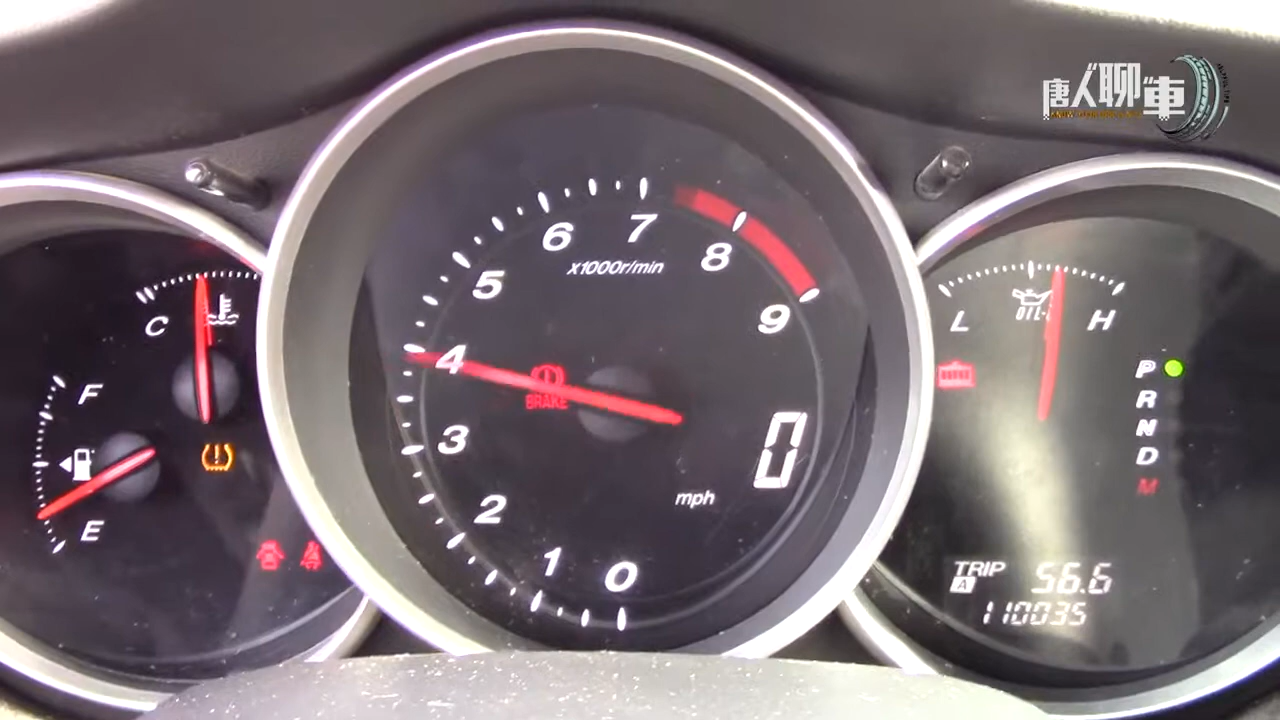 唐人聊車
6
7
8
x1000r/min
5
9
4
3
2
1
0
BRAKE
0
mph
C
F
E
L
H
P
R
N
D
M
TRIP
A
56.6
110035